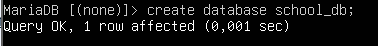 MariaDB [(none)]> create database school_db;
Query OK, 1 row affected (0,001 sec)